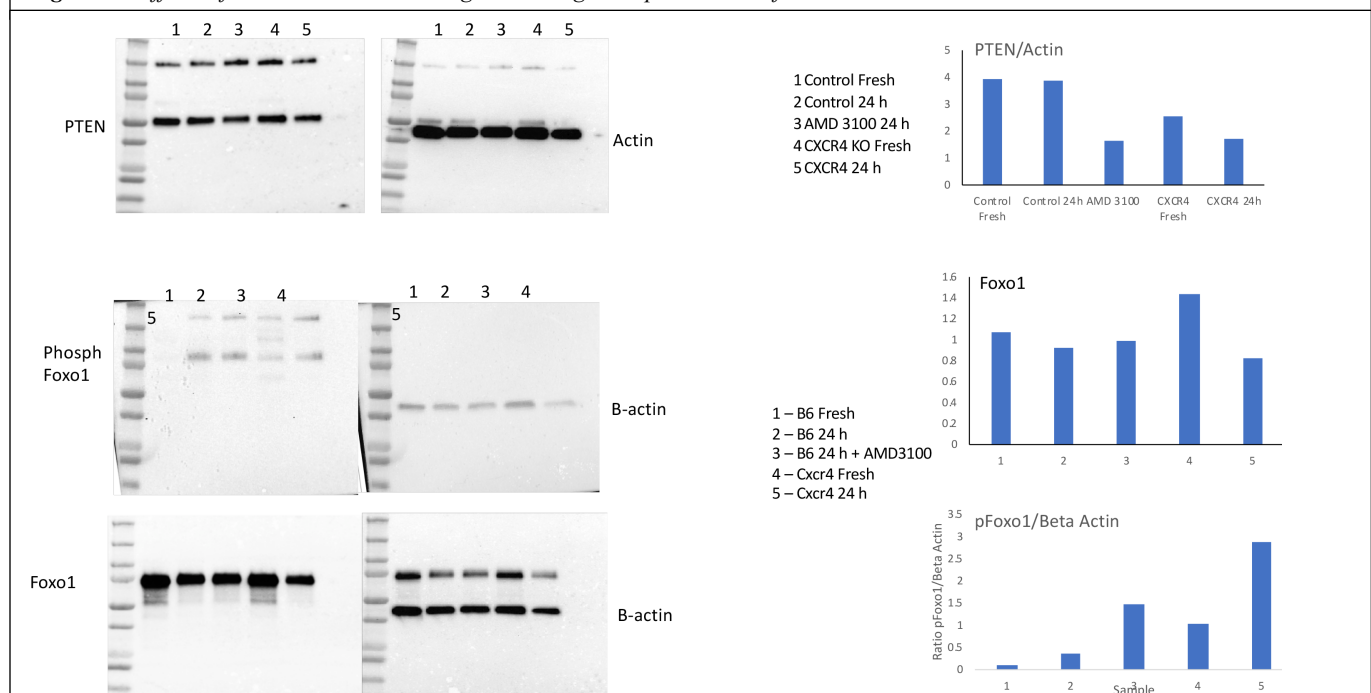 1 2 3 4 5
1 2 3 4 5
PTEN
Actin
1 Control Fresh
2 Control 24 h
3 AMD 3100 24 h
4 CXCR4 KO Fresh
5 CXCR4 24 h
PTEN/Actin
5
4
3
2
1
0
Control Fresh
Control 24h
AMD 3100
CXCR4 Fresh
CXCR4 24h
1 2 3 4
5
1 2 3 4
5
Phosph
Foxo1
B-actin
1 – B6 Fresh
2 – B6 24 h
3 – B6 24 h + AMD3100
4 – Cxcr4 Fresh
5 – Cxcr4 24 h
Foxo1
1.6
1.4
1.2
1
0.8
0.6
0.4
0.2
0
1 2 3 4 5
Foxo1
B-actin
pFoxo1/Beta Actin
Ratio pFoxo1/Beta Actin
3.5
3
2.5
2
1.5
1
0.5
0
1 2 3 4 5
Sample